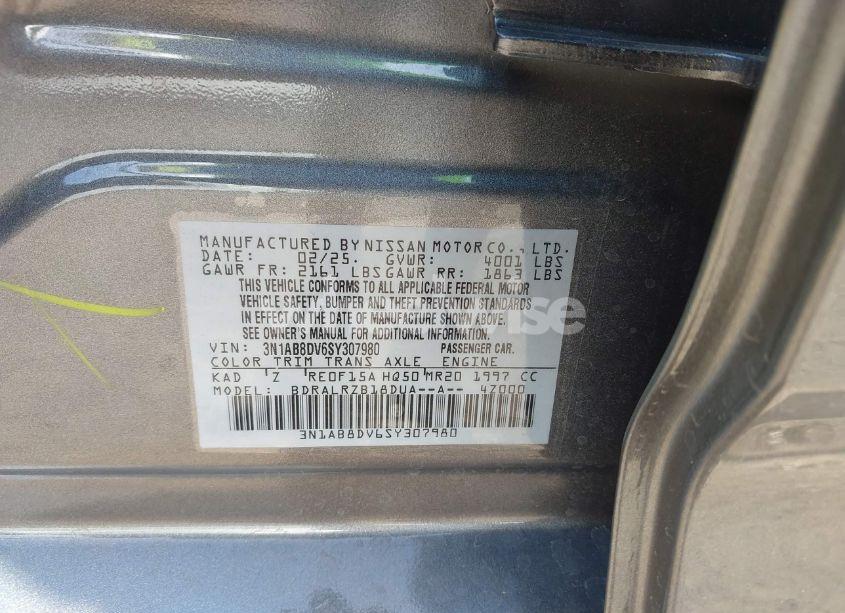 MANUFACTURED BY NISSAN MOTOR CO., LTD.
DATE: 02/25. GVWR: 4001 LBS
GAWR FR: 2161 LBS GAWR RR: 1863 LBS
THIS VEHICLE CONFORMS TO ALL APPLICABLE FEDERAL MOTOR
VEHICLE SAFETY, BUMPER AND THEFT PREVENTION STANDARDS
IN EFFECT ON THE DATE OF MANUFACTURE SHOWN ABOVE.
SEE OWNER'S MANUAL FOR ADDITIONAL INFORMATION.
VIN: 3N1AB8DV6SY307980 PASSENGER CAR.
COLOR TRIM TRANS AXLE ENGINE
KAD Z RE0F15A HQ50 MR20 1997 CC
MODEL: BDRALRZB18DUA--A-- 4Z000
3N1AB8DV6SY307980